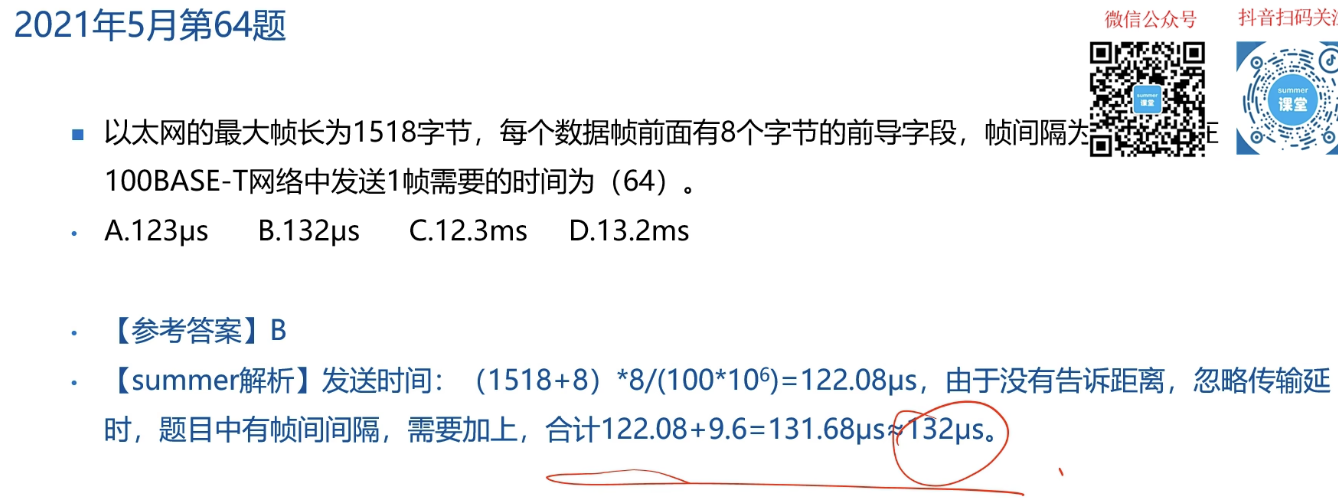 2021年5月第64题
微信公众号
抖音扫码关注
summer
课堂
summer
课堂
■ 以太网的最大帧长为1518字节，每个数据帧前面有8个字节的前导字段，帧间隔为
100BASE-T网络中发送1帧需要的时间为（64）。
• A.123μs B.132μs C.12.3ms D.13.2ms
• 【参考答案】B
• 【summer解析】发送时间：（1518+8）*8/(100*10⁶)=122.08μs，由于没有告诉距离，忽略传输延
时，题目中有帧间间隔，需要加上，合计122.08+9.6=131.68μs≈132μs。